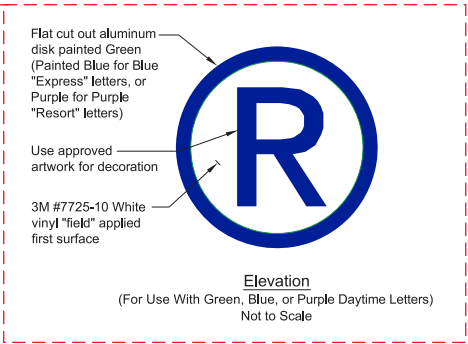 Flat cut out aluminum
disk painted Green
(Painted Blue for Blue
"Express" letters, or
Purple for Purple
"Resort" letters)
Use approved
artwork for decoration
3M #7725-10 White
vinyl "field" applied
first surface
R
Elevation
(For Use With Green, Blue, or Purple Daytime Letters)
Not to Scale